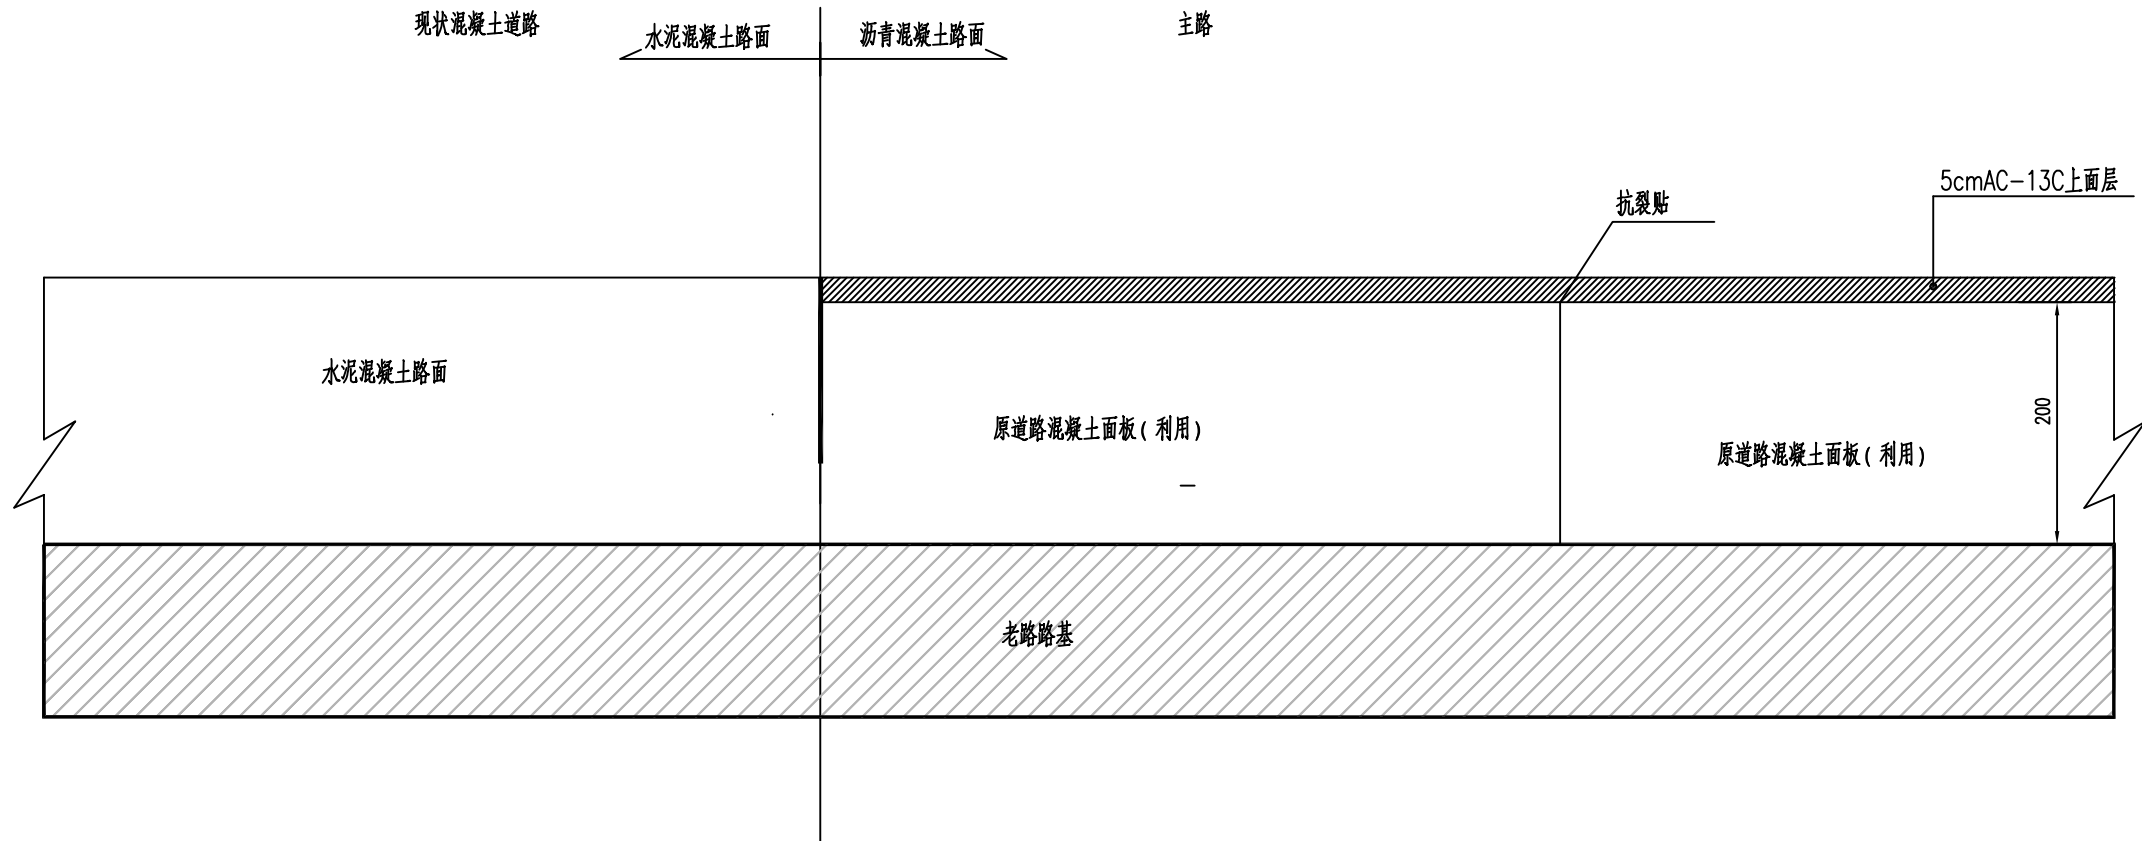 现状混凝土道路
水泥混凝土路面
沥青混凝土路面
主路
5cmAC-13C上面层
抗裂贴
水泥混凝土路面
原道路混凝土面板(利用)
原道路混凝土面板(利用)
200
老路路基